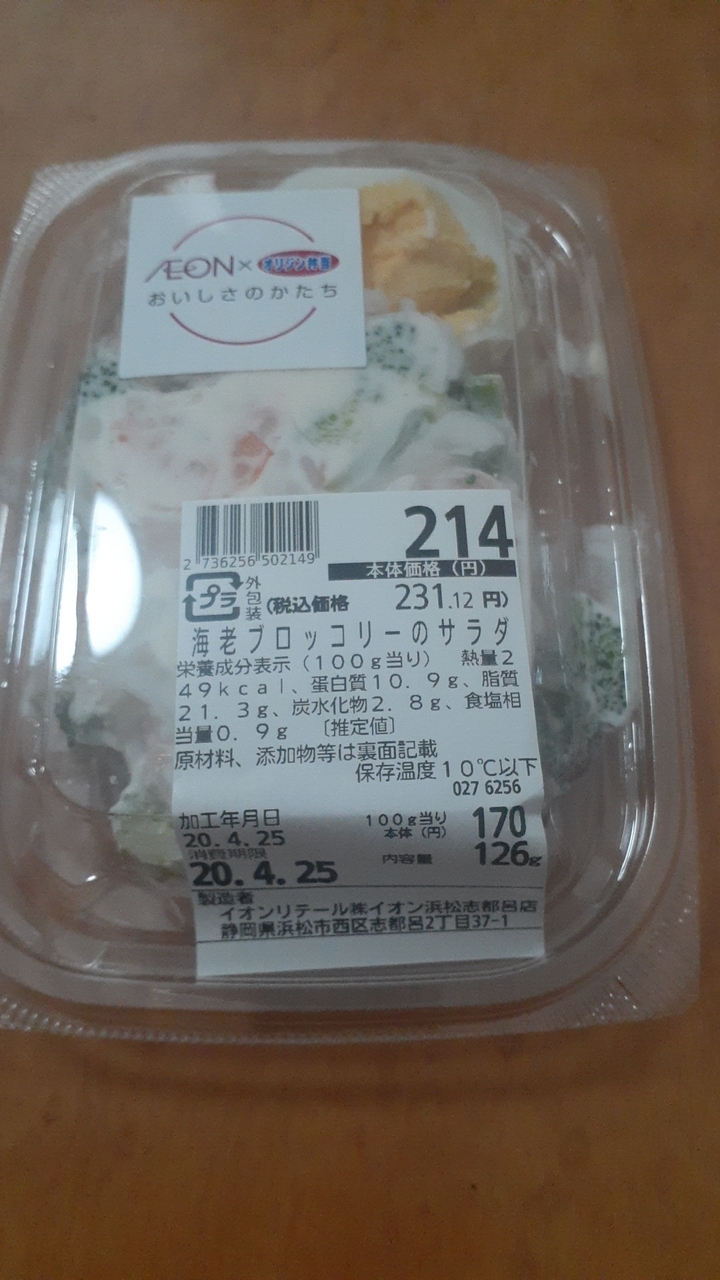 ÆON×オリジン弁当
おいしさのかたち
2 736256 502149
214
本体価格（円）
プラ
外包装
（税込価格 231.12 円）
海老ブロッコリーのサラダ
栄養成分表示（100g当り） 熱量2
49kcal、蛋白質10.9g、脂質
21.3g、炭水化物2.8g、食塩相
当量0.9g ［推定値］
原材料、添加物等は裏面記載
保存温度10℃以下
027 6256
加工年月日
20.4.25
100g当り
本体（円）
170
消費期限
20.4.25
内容量
126g
製造者
イオンリテール㈱イオン浜松志都呂店
静岡県浜松市西区志都呂2丁目37-1